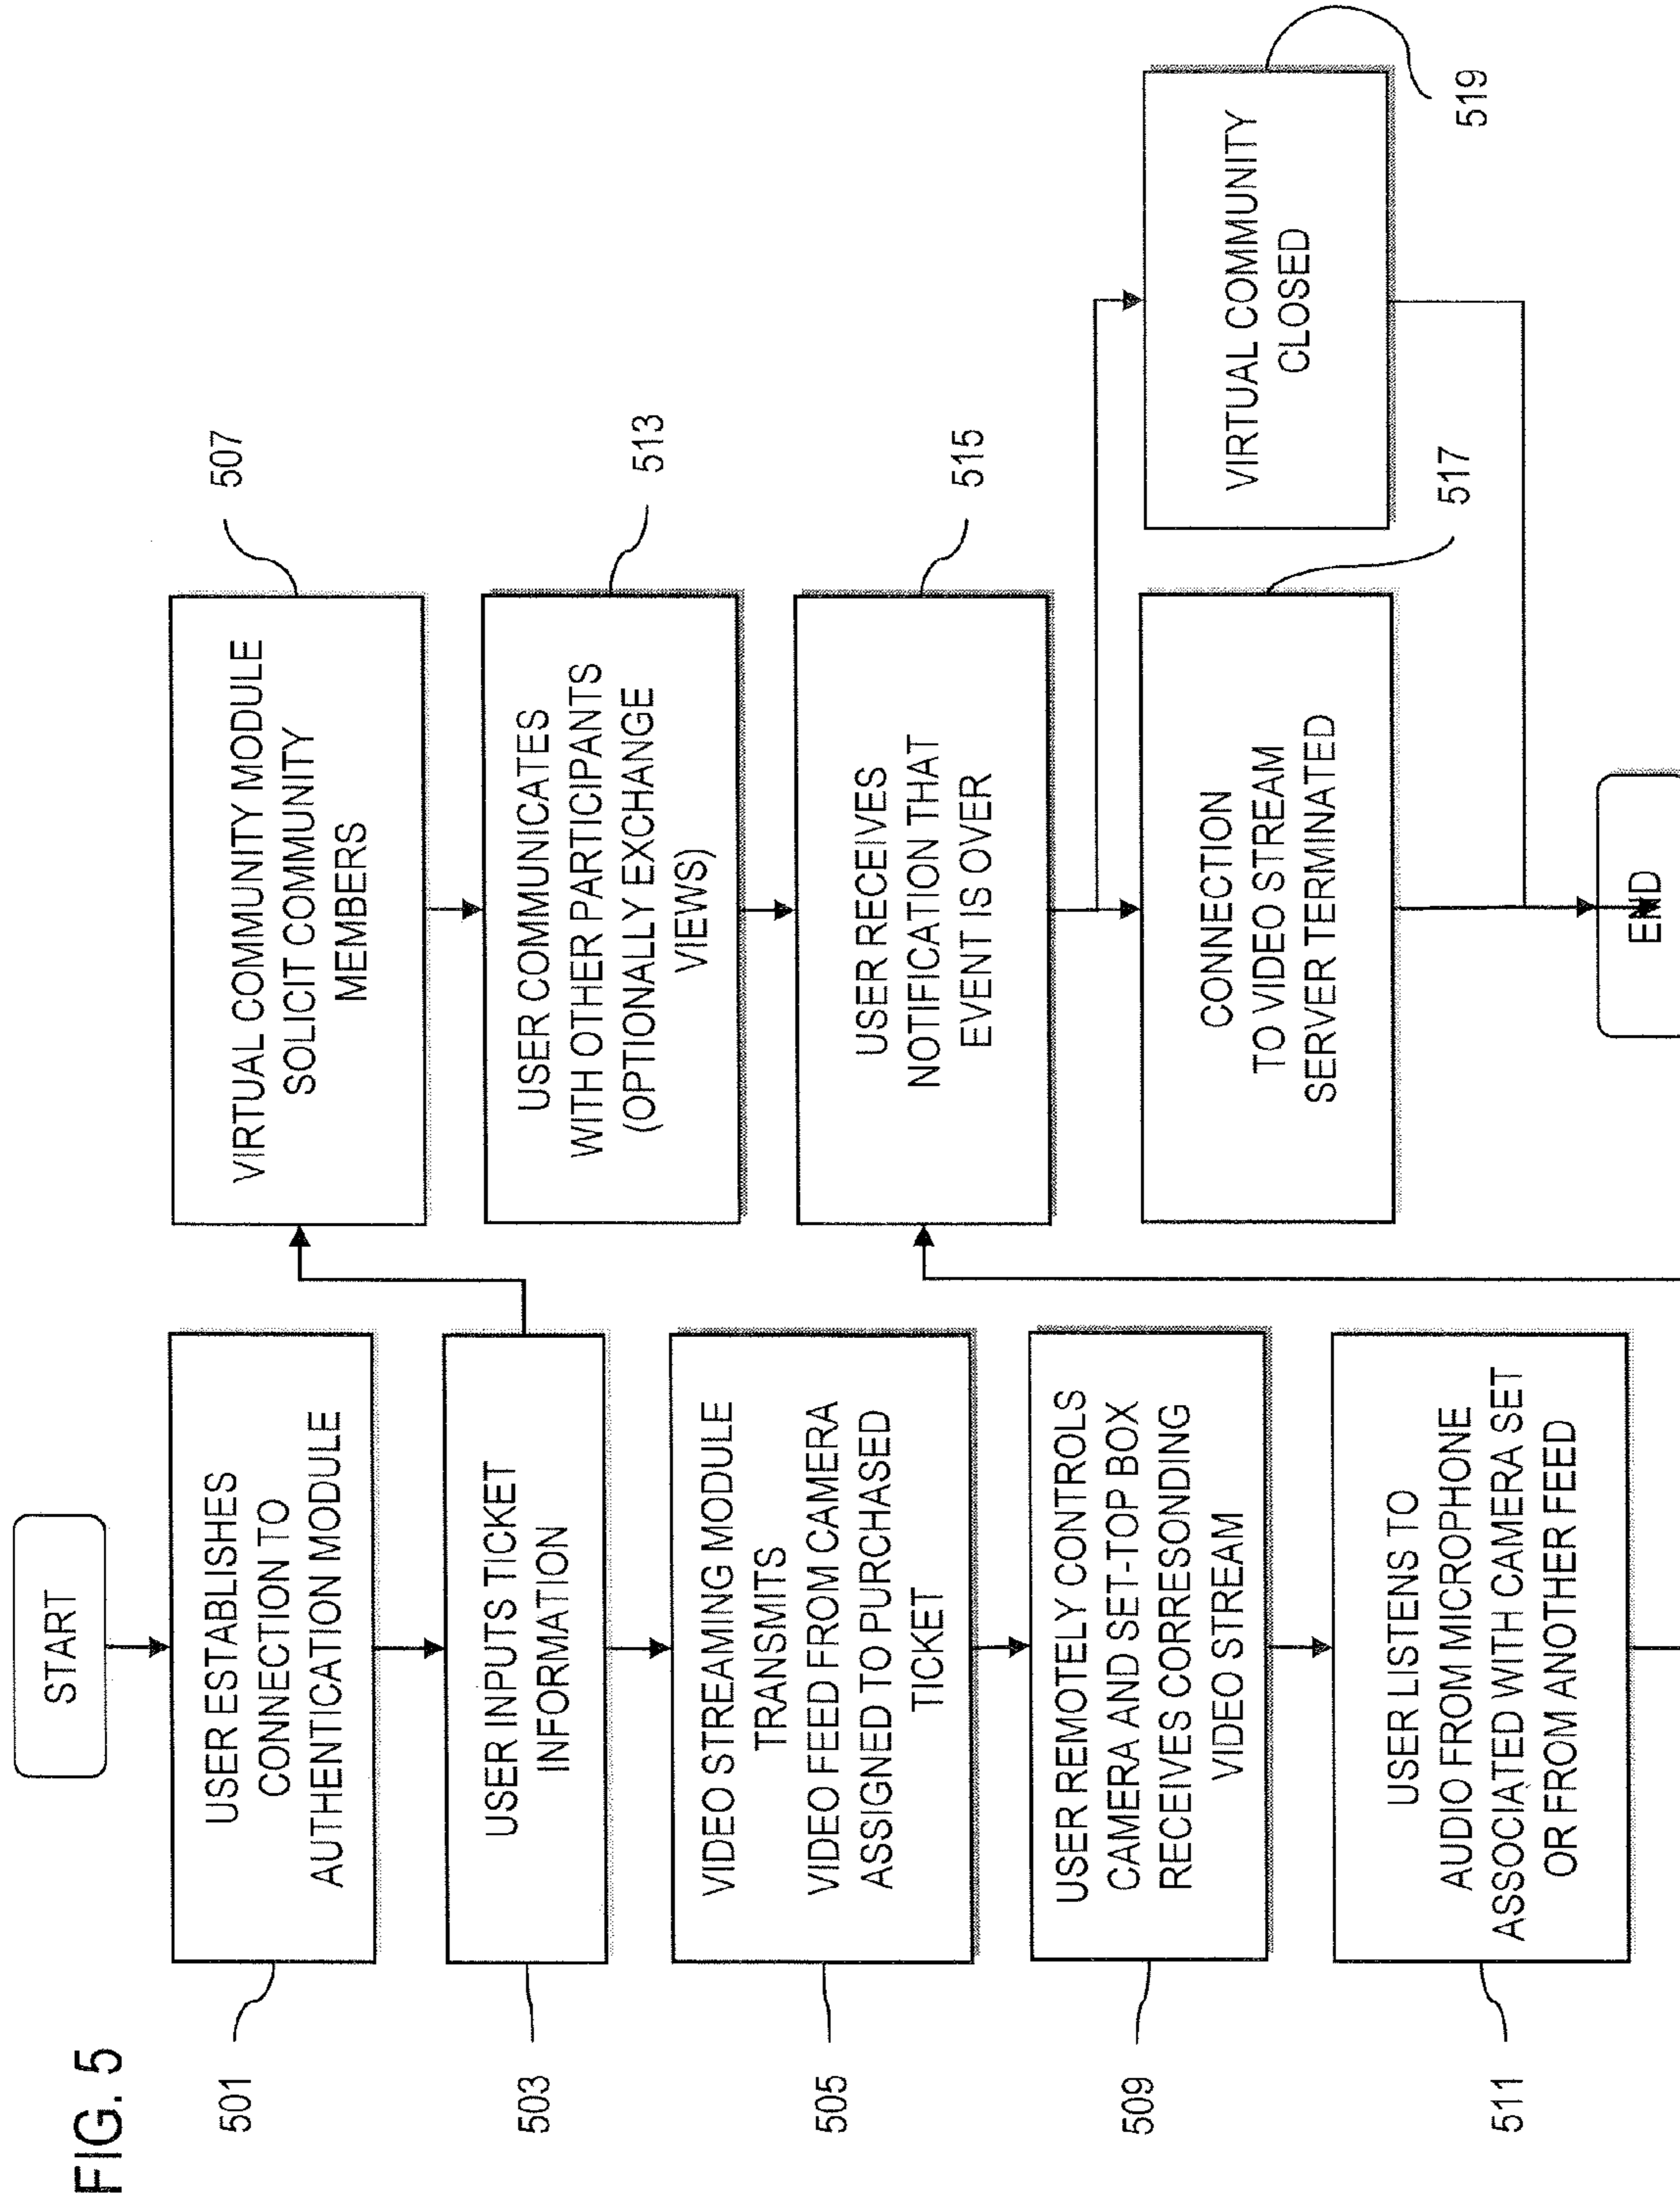 FIG. 5
START
501
USER ESTABLISHES
CONNECTION TO
AUTHENTICATION MODULE
503
USER INPUTS TICKET
INFORMATION
505
VIDEO STREAMING MODULE
TRANSMITS
VIDEO FEED FROM CAMERA
ASSIGNED TO PURCHASED
TICKET
509
USER REMOTELY CONTROLS
CAMERA AND SET-TOP BOX
RECEIVES CORRESONDING
VIDEO STREAM
511
USER LISTENS TO
AUDIO FROM MICROPHONE
ASSOCIATED WITH CAMERA SET
OR FROM ANOTHER FEED
507
VIRTUAL COMMUNITY MODULE
SOLICIT COMMUNITY
MEMBERS
513
USER COMMUNICATES
WITH OTHER PARTICIPANTS
(OPTIONALLY EXCHANGE
VIEWS)
515
USER RECEIVES
NOTIFICATION THAT
EVENT IS OVER
517
CONNECTION
TO VIDEO STREAM
SERVER TERMINATED
519
VIRTUAL COMMUNITY
CLOSED
END